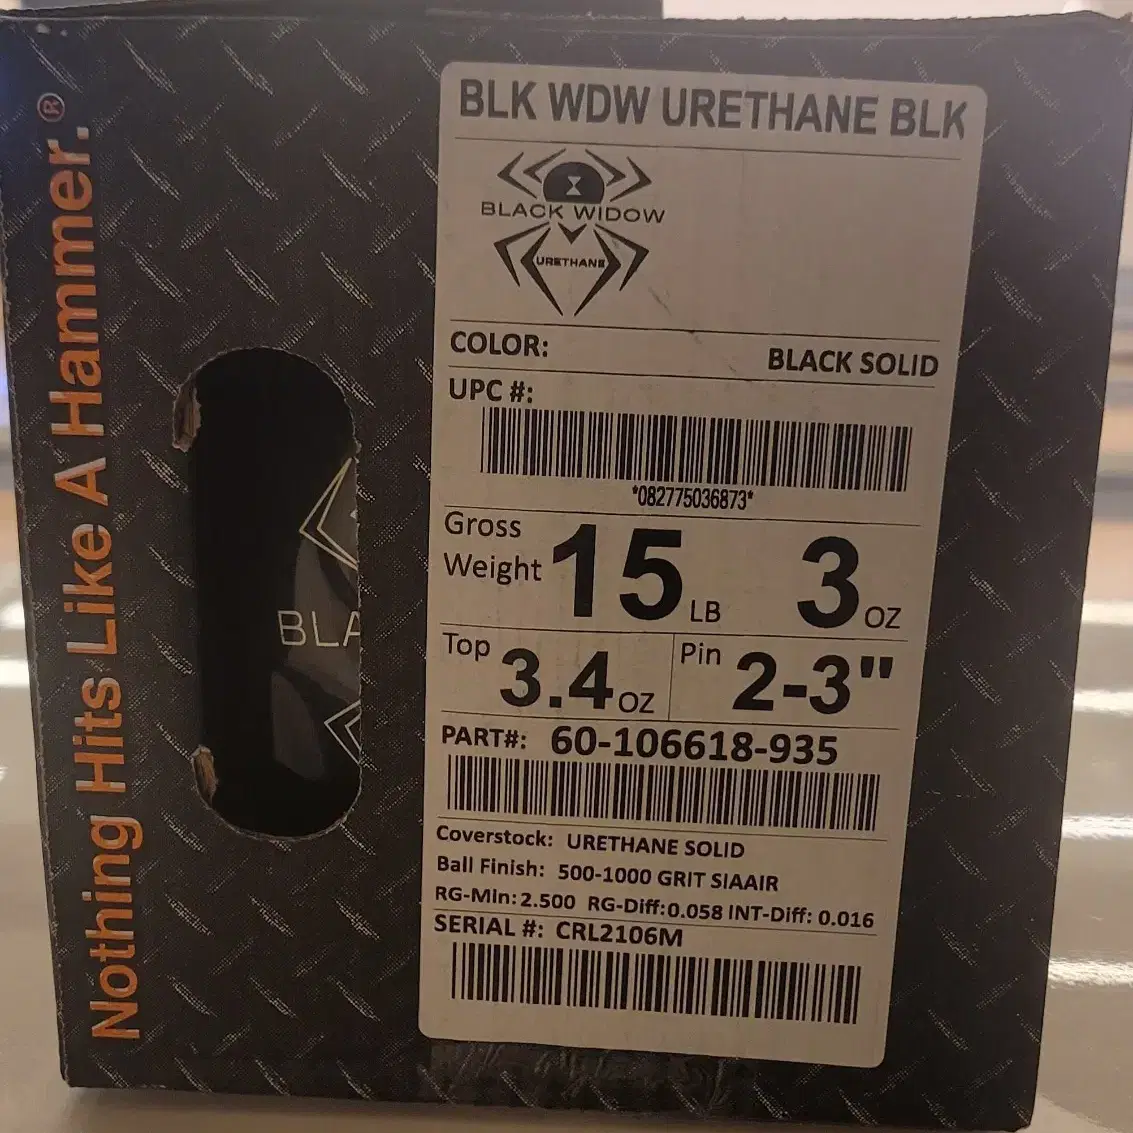 Nothing Hits Like A Hammer.®
BLK WDW URETHANE BLK
BLACK WIDOW
URETHANE
COLOR: BLACK SOLID
UPC #:
*082775036873*
Gross Weight 15 LB 3 OZ
Top 3.4 OZ Pin 2-3"
PART#: 60-106618-935
Coverstock: URETHANE SOLID
Ball Finish: 500-1000 GRIT SIAAIR
RG-Min: 2.500 RG-Diff: 0.058 INT-Diff: 0.016
SERIAL #: CRL2106M
BLA